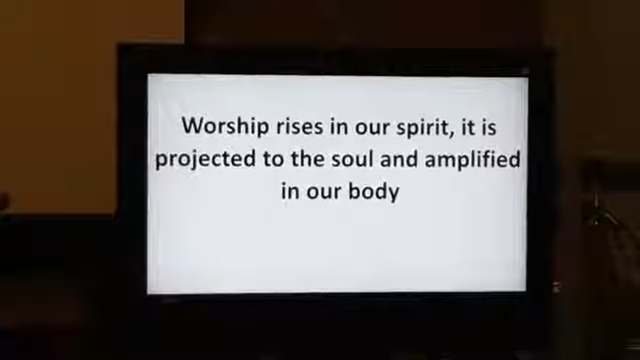 Worship rises in our spirit, it is
projected to the soul and amplified
in our body